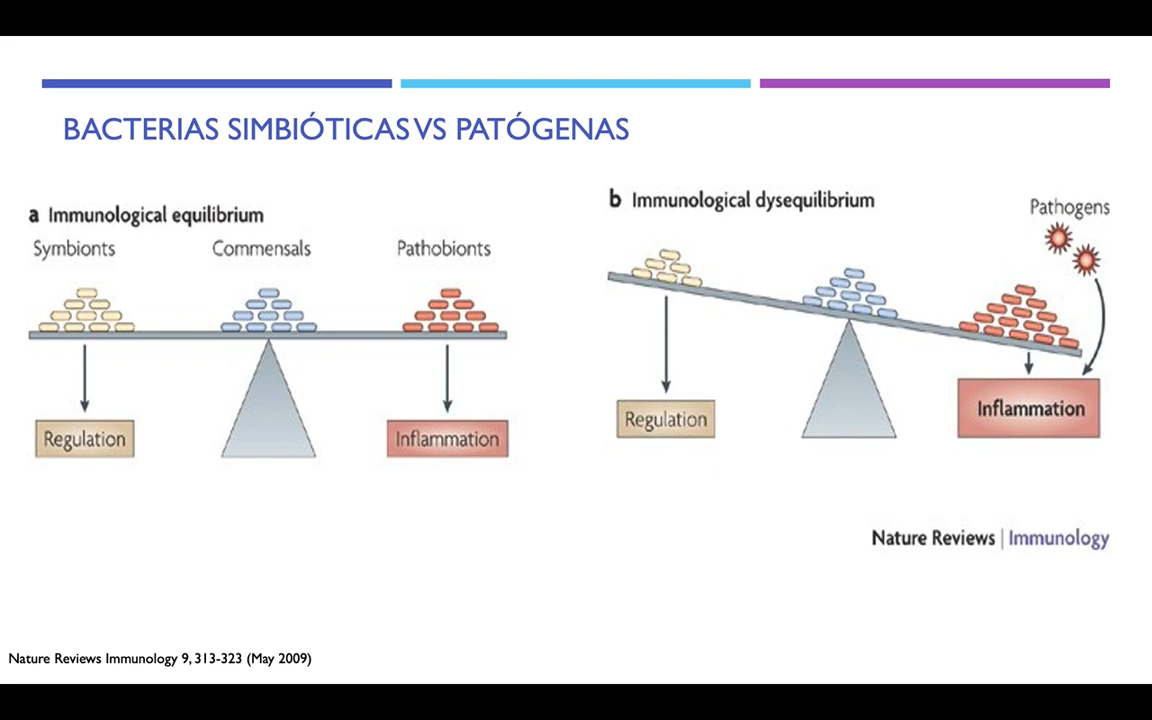 BACTERIAS SIMBIÓTICAS VS PATÓGENAS
a Immunological equilibrium
Symbionts
Commensals
Pathobionts
Regulation
Inflammation
b Immunological dysequilibrium
Pathogens
Regulation
Inflammation
Nature Reviews | Immunology
Nature Reviews Immunology 9, 313-323 (May 2009)